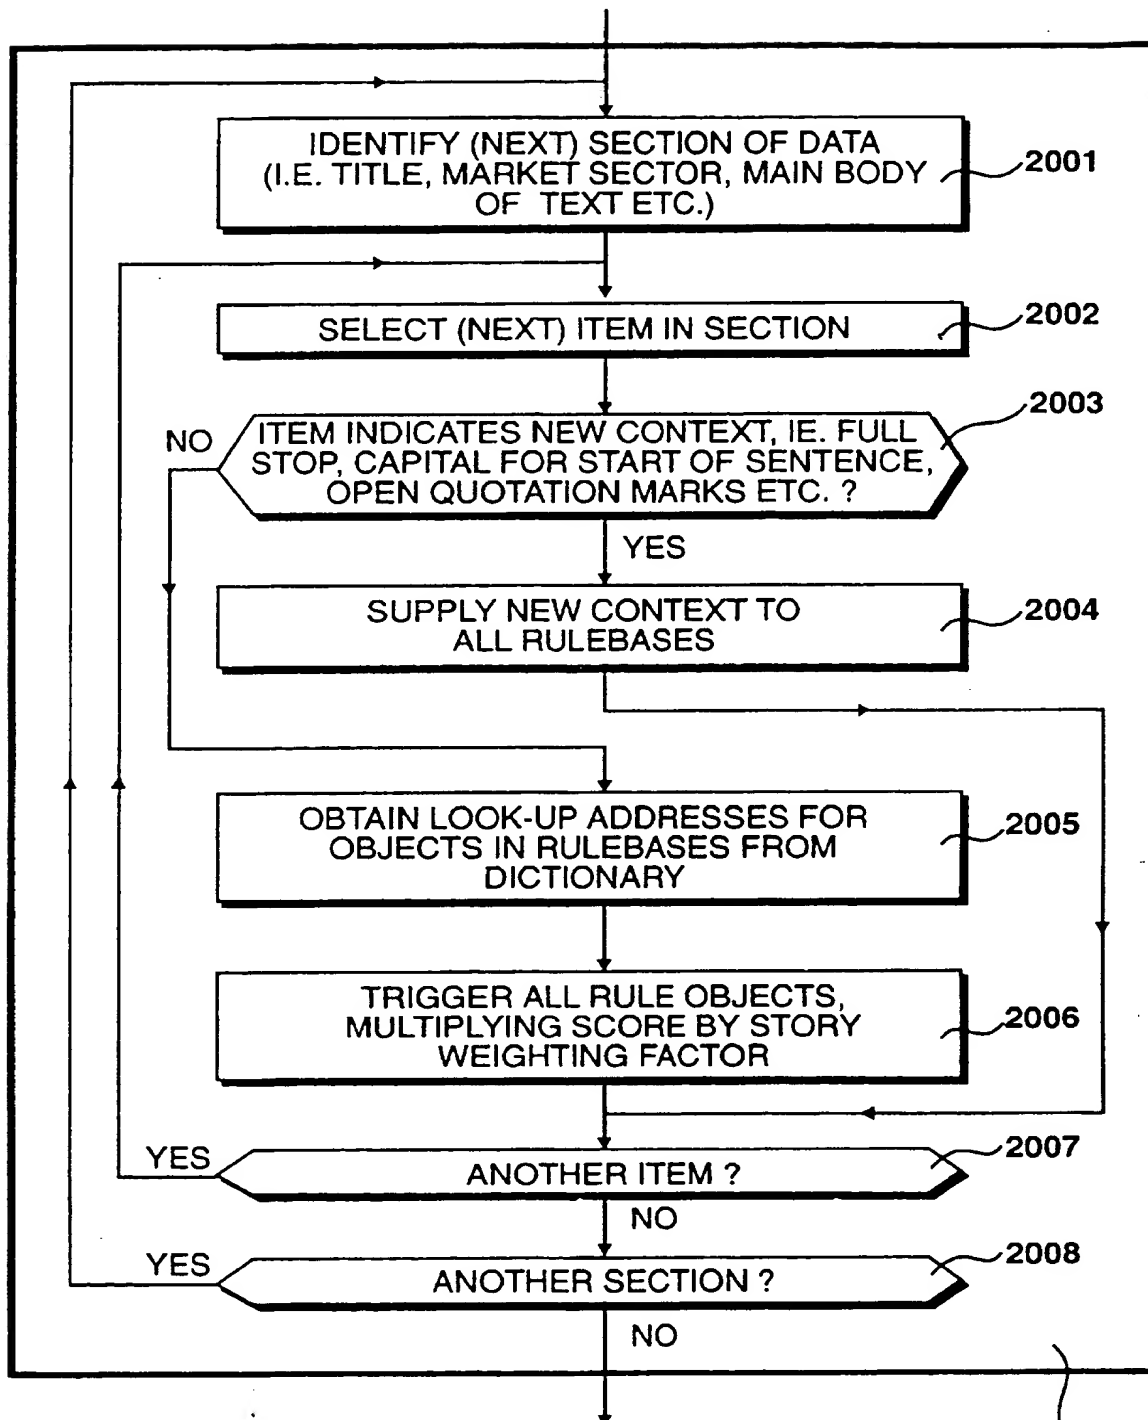 IDENTIFY (NEXT) SECTION OF DATA
(I.E. TITLE, MARKET SECTOR, MAIN BODY
OF TEXT ETC.)
2001
SELECT (NEXT) ITEM IN SECTION
2002
2003
NO
ITEM INDICATES NEW CONTEXT, IE. FULL
STOP, CAPITAL FOR START OF SENTENCE,
OPEN QUOTATION MARKS ETC. ?
YES
SUPPLY NEW CONTEXT TO
ALL RULEBASES
2004
OBTAIN LOOK-UP ADDRESSES FOR
OBJECTS IN RULEBASES FROM
DICTIONARY
2005
TRIGGER ALL RULE OBJECTS,
MULTIPLYING SCORE BY STORY
WEIGHTING FACTOR
2006
YES
ANOTHER ITEM ?
2007
NO
YES
ANOTHER SECTION ?
2008
NO